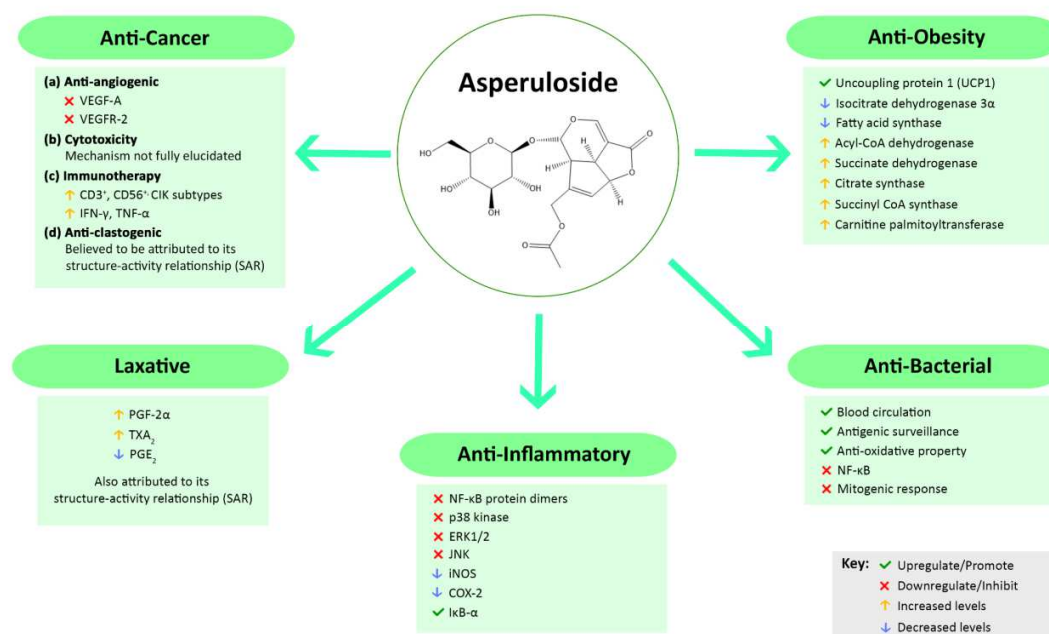 Anti-Cancer
(a) Anti-angiogenic
× VEGF-A
× VEGFR-2
(b) Cytotoxicity
Mechanism not fully elucidated
(c) Immunotherapy
↑ CD3⁺, CD56⁺· CIK subtypes
↑ IFN-γ, TNF-α
(d) Anti-clastogenic
Believed to be attributed to its
structure-activity relationship (SAR)
Asperuloside
HO
HO
OH
OH
O
O
O
O
O
H
H
H
O
O
O
Anti-Obesity
✓ Uncoupling protein 1 (UCP1)
↓ Isocitrate dehydrogenase 3α
↓ Fatty acid synthase
↑ Acyl-CoA dehydrogenase
↑ Succinate dehydrogenase
↑ Citrate synthase
↑ Succinyl CoA synthase
↑ Carnitine palmitoyltransferase
Laxative
↑ PGF-2α
↑ TXA₂
↓ PGE₂
Also attributed to its
structure-activity relationship (SAR)
Anti-Inflammatory
× NF-κB protein dimers
× p38 kinase
× ERK1/2
× JNK
↓ iNOS
↓ COX-2
✓ IκB-α
Anti-Bacterial
✓ Blood circulation
✓ Antigenic surveillance
✓ Anti-oxidative property
× NF-κB
× Mitogenic response
Key: ✓ Upregulate/Promote
× Downregulate/Inhibit
↑ Increased levels
↓ Decreased levels